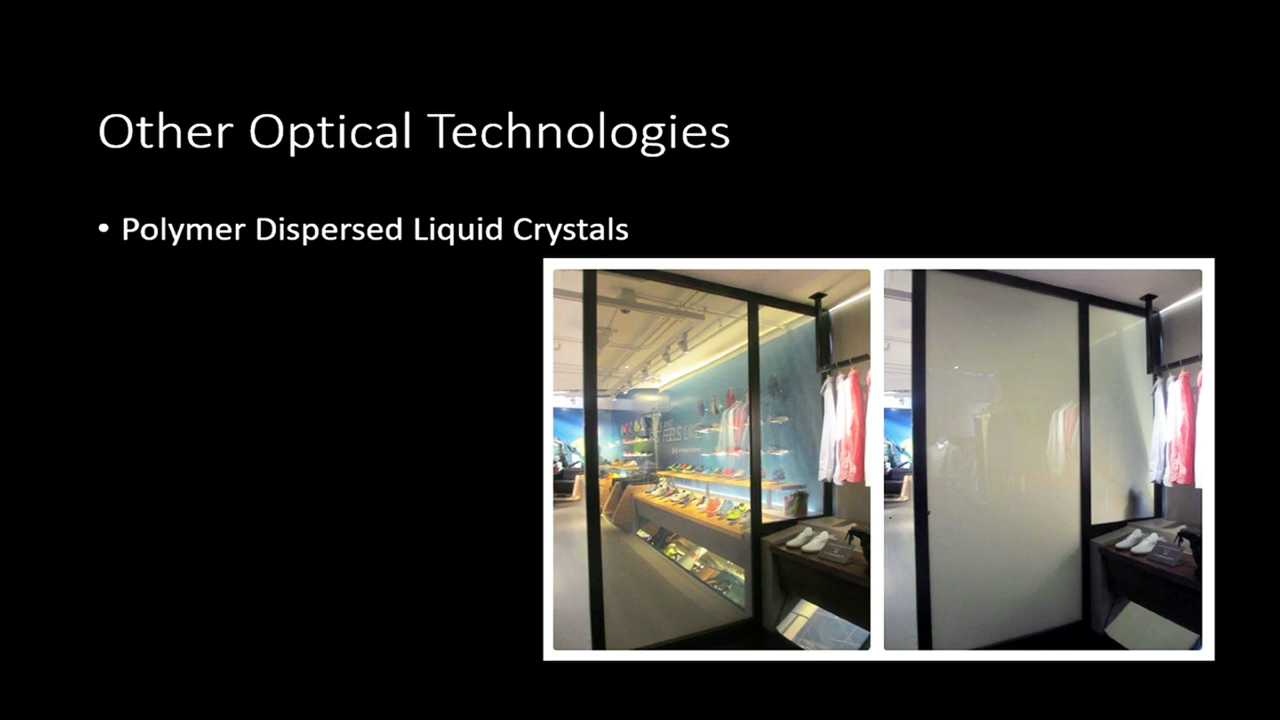 Other Optical Technologies
• Polymer Dispersed Liquid Crystals